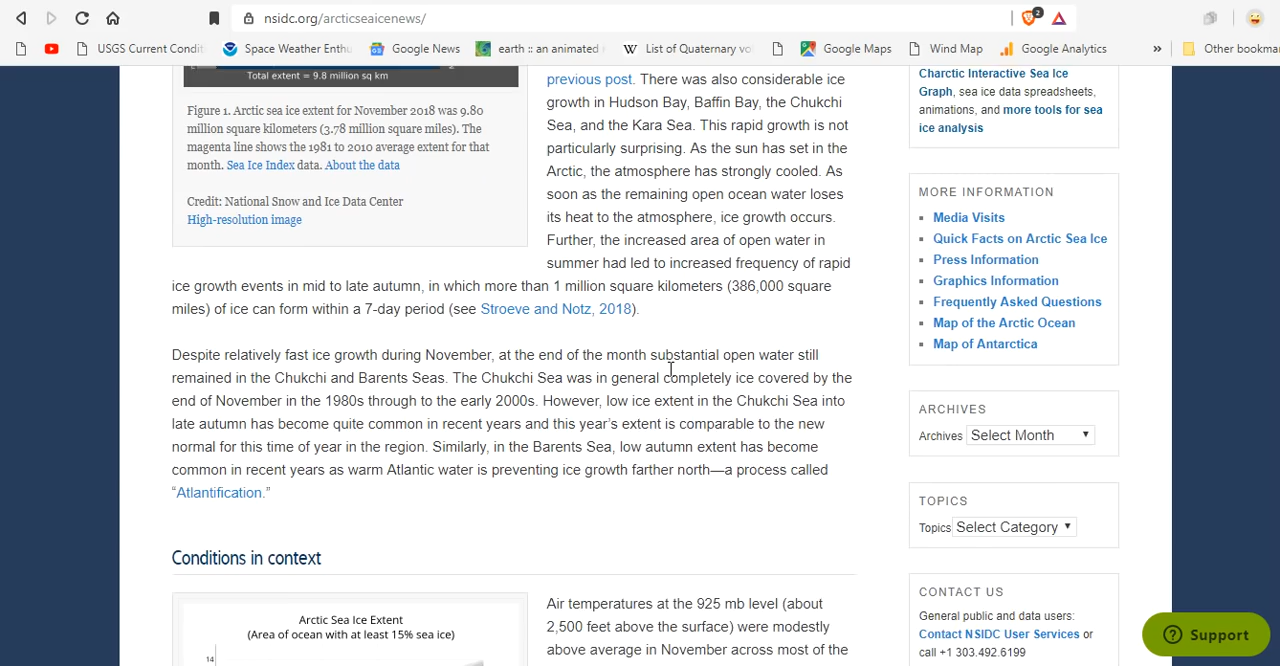 nsidc.org/arcticseaicenews/
2
USGS Current Condit
Space Weather Enthu
Google News
earth :: an animated
List of Quaternary vo
Google Maps
Wind Map
Google Analytics
»
Other bookmar
Total extent = 9.8 million sq km
Figure 1. Arctic sea ice extent for November 2018 was 9.80
million square kilometers (3.78 million square miles). The
magenta line shows the 1981 to 2010 average extent for that
month. Sea Ice Index data. About the data
Credit: National Snow and Ice Data Center
High-resolution image
previous post. There was also considerable ice
growth in Hudson Bay, Baffin Bay, the Chukchi
Sea, and the Kara Sea. This rapid growth is not
particularly surprising. As the sun has set in the
Arctic, the atmosphere has strongly cooled. As
soon as the remaining open ocean water loses
its heat to the atmosphere, ice growth occurs.
Further, the increased area of open water in
summer had led to increased frequency of rapid
ice growth events in mid to late autumn, in which more than 1 million square kilometers (386,000 square
miles) of ice can form within a 7-day period (see Stroeve and Notz, 2018).
Despite relatively fast ice growth during November, at the end of the month substantial open water still
remained in the Chukchi and Barents Seas. The Chukchi Sea was in general completely ice covered by the
end of November in the 1980s through to the early 2000s. However, low ice extent in the Chukchi Sea into
late autumn has become quite common in recent years and this year’s extent is comparable to the new
normal for this time of year in the region. Similarly, in the Barents Sea, low autumn extent has become
common in recent years as warm Atlantic water is preventing ice growth farther north—a process called
“Atlantification.”
Conditions in context
Arctic Sea Ice Extent
(Area of ocean with at least 15% sea ice)
14
Air temperatures at the 925 mb level (about
2,500 feet above the surface) were modestly
above average in November across most of the
Charctic Interactive Sea Ice
Graph, sea ice data spreadsheets,
animations, and more tools for sea
ice analysis
MORE INFORMATION
Media Visits
Quick Facts on Arctic Sea Ice
Press Information
Graphics Information
Frequently Asked Questions
Map of the Arctic Ocean
Map of Antarctica
ARCHIVES
Archives Select Month
TOPICS
Topics Select Category
CONTACT US
General public and data users:
Contact NSIDC User Services or
call +1 303.492.6199
Support